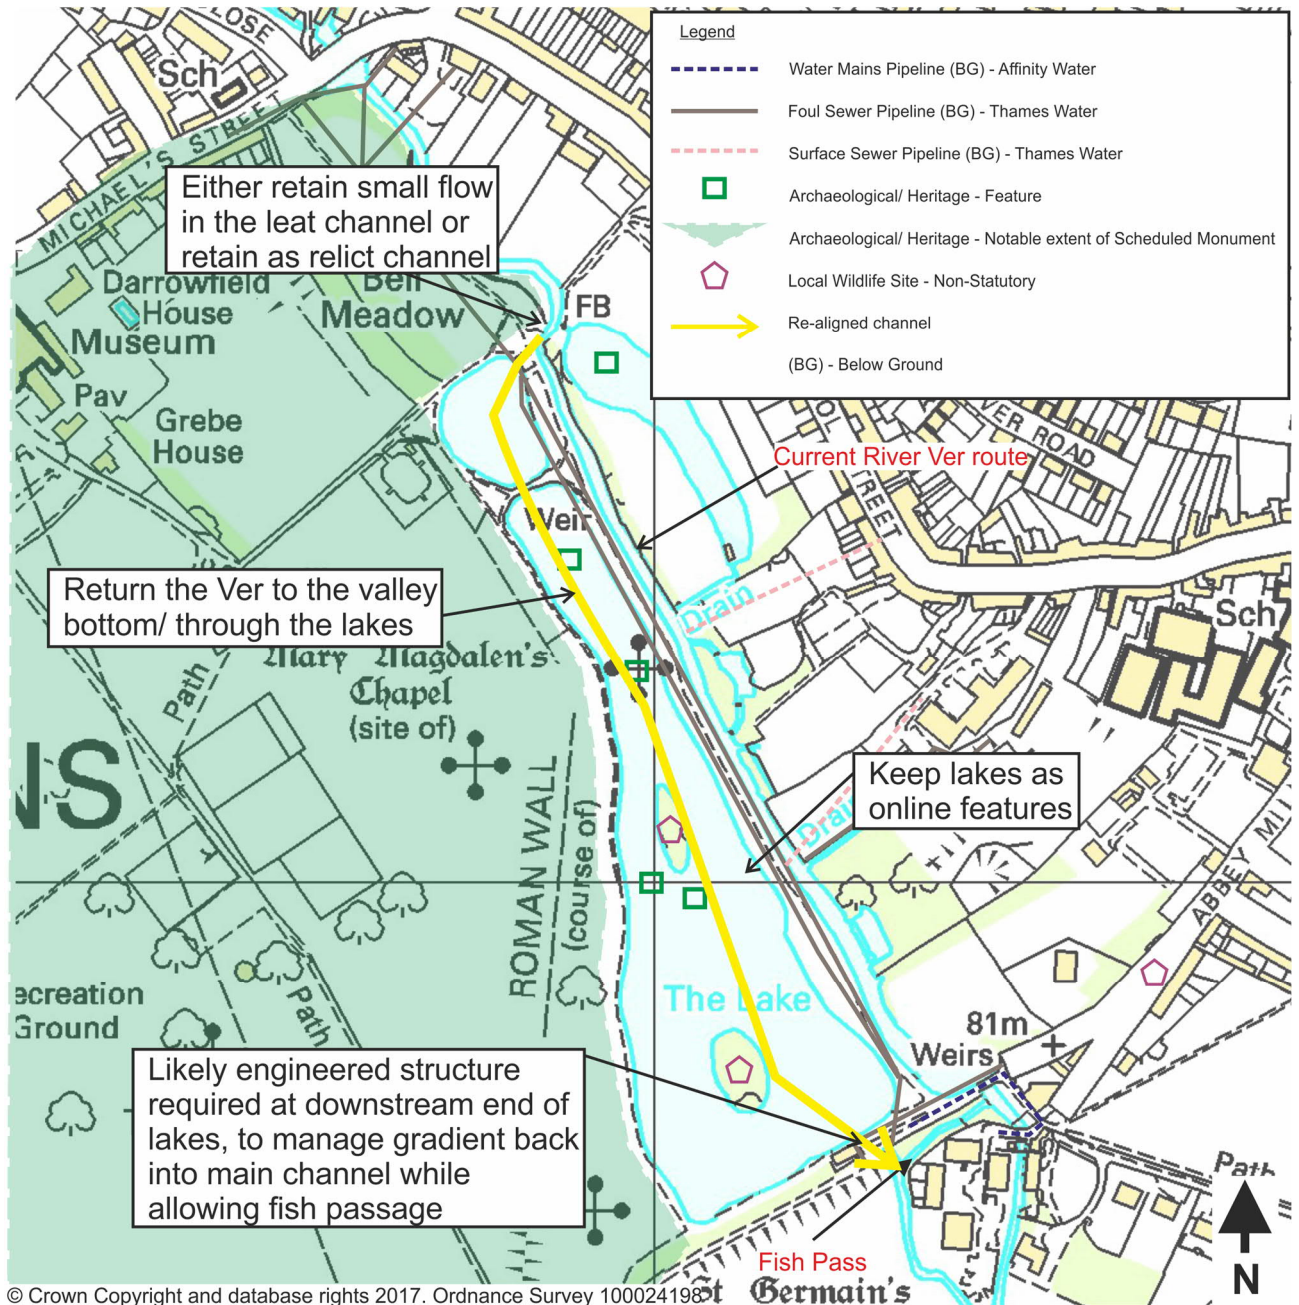 CLOSE
Sch
MICHAEL'S STREET
Legend
Water Mains Pipeline (BG) - Affinity Water
Foul Sewer Pipeline (BG) - Thames Water
Surface Sewer Pipeline (BG) - Thames Water
Archaeological/ Heritage - Feature
Archaeological/ Heritage - Notable extent of Scheduled Monument
Local Wildlife Site - Non-Statutory
Re-aligned channel
(BG) - Below Ground
Either retain small flow
in the leat channel or
retain as relict channel
Darrowfield
House
Museum
Bell
Meadow
FB
Pav
Grebe
House
VER ROAD
STREET
Current River Ver route
Weir
Return the Ver to the valley
bottom/ through the lakes
Drain
Sch
Mary Magdalen's
Chapel
(site of)
Path
NS
ROMAN WALL
(course of)
Keep lakes as
online features
Drain
ABBEY MI
ecreation
Ground
Path
The Lake
81m
Weirs
Likely engineered structure
required at downstream end of
lakes, to manage gradient back
into main channel while
allowing fish passage
Path
Fish Pass
St Germain's
N
© Crown Copyright and database rights 2017. Ordnance Survey 100024198